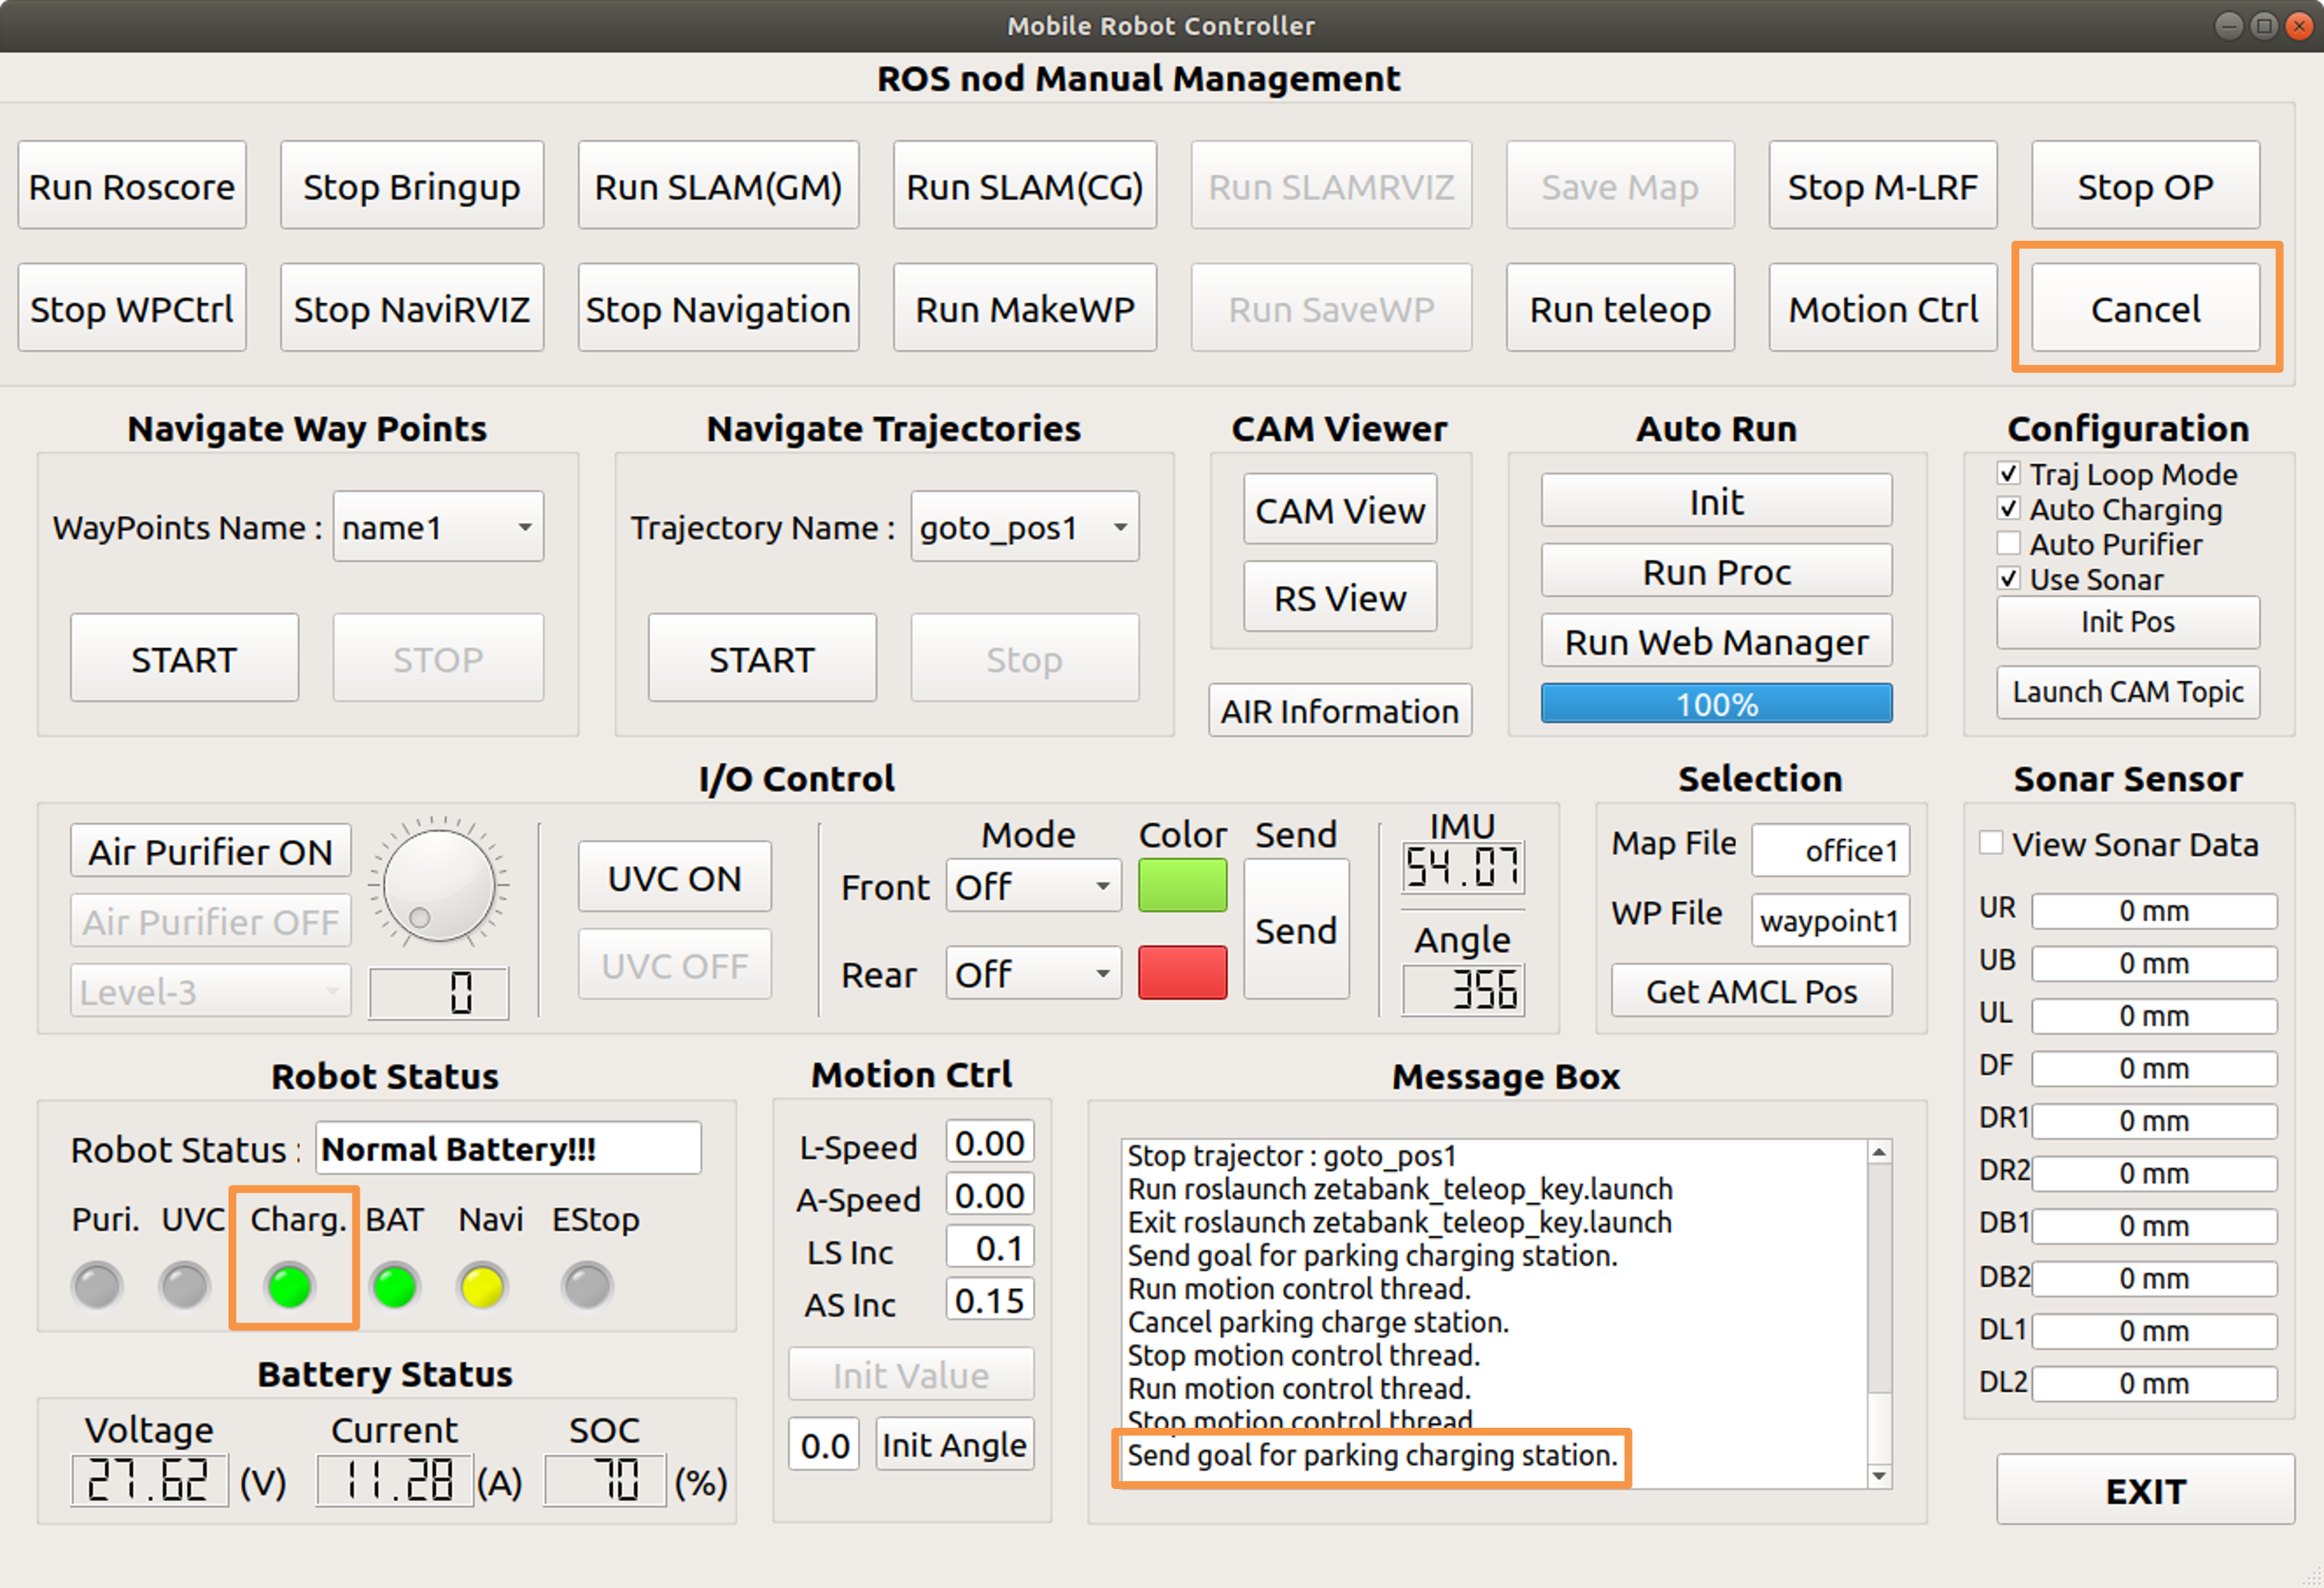 Mobile Robot Controller
ROS nod Manual Management
Run Roscore Stop Bringup Run SLAM(GM) Run SLAM(CG) Run SLAMRVIZ Save Map Stop M-LRF Stop OP
Stop WPCtrl Stop NaviRVIZ Stop Navigation Run MakeWP Run SaveWP Run teleop Motion Ctrl Cancel
Navigate Way Points
WayPoints Name : name1
START STOP
Navigate Trajectories
Trajectory Name : goto_pos1
START Stop
CAM Viewer
CAM View
RS View
AIR Information
Auto Run
Init
Run Proc
Run Web Manager
100%
Configuration
Traj Loop Mode
Auto Charging
Auto Purifier
Use Sonar
Init Pos
Launch CAM Topic
I/O Control
Air Purifier ON
Air Purifier OFF
Level-3
0
UVC ON
UVC OFF
Mode Color Send
Front Off
Rear Off
Send
IMU
54.07
Angle
356
Selection
Map File office1
WP File waypoint1
Get AMCL Pos
Sonar Sensor
View Sonar Data
UR 0 mm
UB 0 mm
UL 0 mm
DF 0 mm
DR1 0 mm
DR2 0 mm
DB1 0 mm
DB2 0 mm
DL1 0 mm
DL2 0 mm
Robot Status
Robot Status : Normal Battery!!!
Puri. UVC Charg. BAT Navi EStop
Battery Status
Voltage Current SOC
27.62 (V) 11.28 (A) 70 (%)
Motion Ctrl
L-Speed 0.00
A-Speed 0.00
LS Inc 0.1
AS Inc 0.15
Init Value
0.0 Init Angle
Message Box
Stop trajector : goto_pos1
Run roslaunch zetabank_teleop_key.launch
Exit roslaunch zetabank_teleop_key.launch
Send goal for parking charging station.
Run motion control thread.
Cancel parking charge station.
Stop motion control thread.
Run motion control thread.
Stop motion control thread.
Send goal for parking charging station.
EXIT